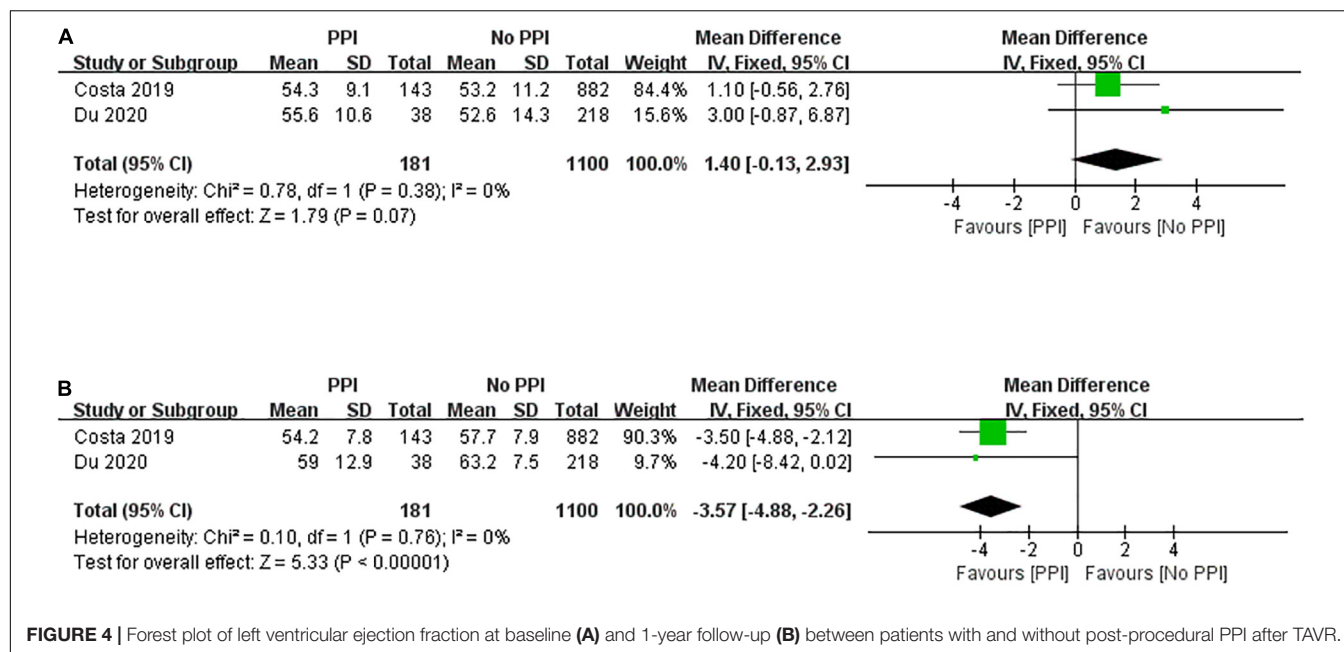 A
PPI No PPI Mean Difference Mean Difference
Study or Subgroup Mean SD Total Mean SD Total Weight IV, Fixed, 95% CI IV, Fixed, 95% CI
Costa 2019 54.3 9.1 143 53.2 11.2 882 84.4% 1.10 [-0.56, 2.76]
Du 2020 55.6 10.6 38 52.6 14.3 218 15.6% 3.00 [-0.87, 6.87]
Total (95% CI) 181 1100 100.0% 1.40 [-0.13, 2.93]
Heterogeneity: Chi² = 0.78, df = 1 (P = 0.38); I² = 0%
Test for overall effect: Z = 1.79 (P = 0.07)
-4 -2 0 2 4
Favours [PPI] Favours [No PPI]
B
PPI No PPI Mean Difference Mean Difference
Study or Subgroup Mean SD Total Mean SD Total Weight IV, Fixed, 95% CI IV, Fixed, 95% CI
Costa 2019 54.2 7.8 143 57.7 7.9 882 90.3% -3.50 [-4.88, -2.12]
Du 2020 59 12.9 38 63.2 7.5 218 9.7% -4.20 [-8.42, 0.02]
Total (95% CI) 181 1100 100.0% -3.57 [-4.88, -2.26]
Heterogeneity: Chi² = 0.10, df = 1 (P = 0.76); I² = 0%
Test for overall effect: Z = 5.33 (P < 0.00001)
-4 -2 0 2 4
Favours [PPI] Favours [No PPI]
FIGURE 4 | Forest plot of left ventricular ejection fraction at baseline (A) and 1-year follow-up (B) between patients with and without post-procedural PPI after TAVR.